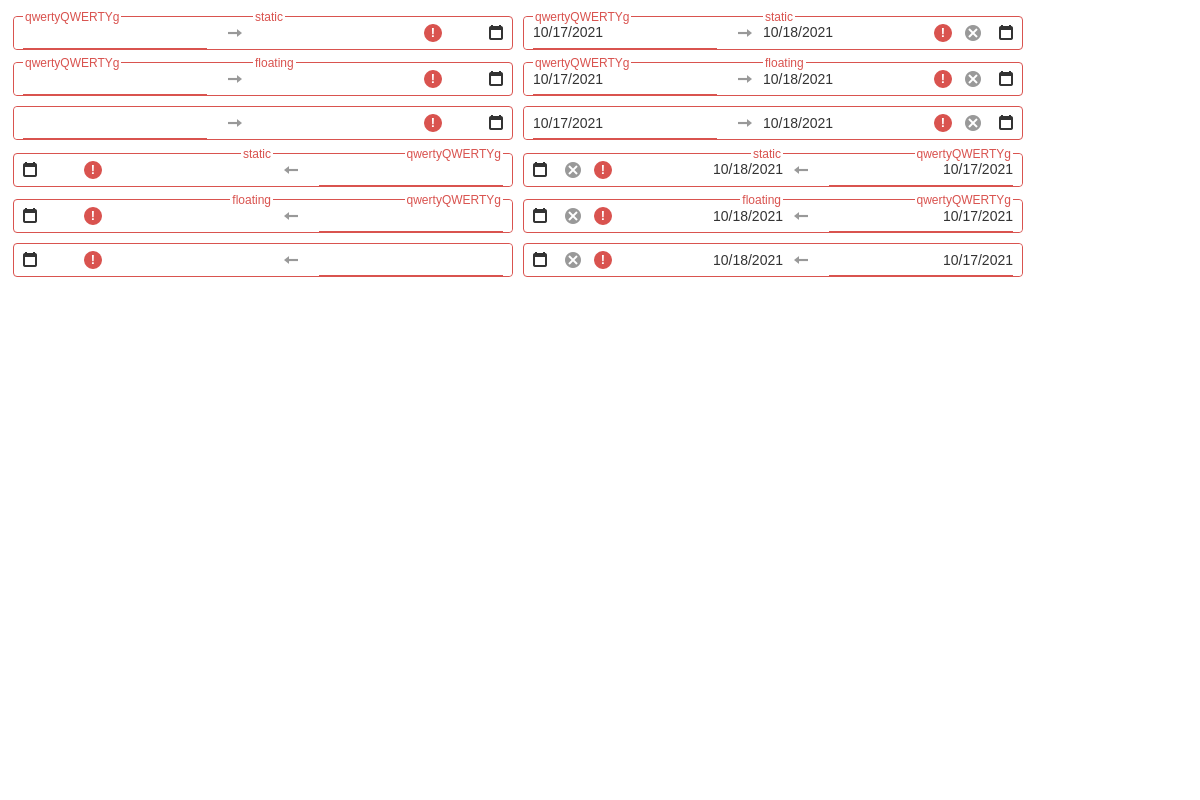 qwertyQWERTYg static qwertyQWERTYg static
10/17/2021 10/18/2021
qwertyQWERTYg floating qwertyQWERTYg floating
10/17/2021 10/18/2021
10/17/2021 10/18/2021
static qwertyQWERTYg static qwertyQWERTYg
10/18/2021 10/17/2021
floating qwertyQWERTYg floating qwertyQWERTYg
10/18/2021 10/17/2021
10/18/2021 10/17/2021